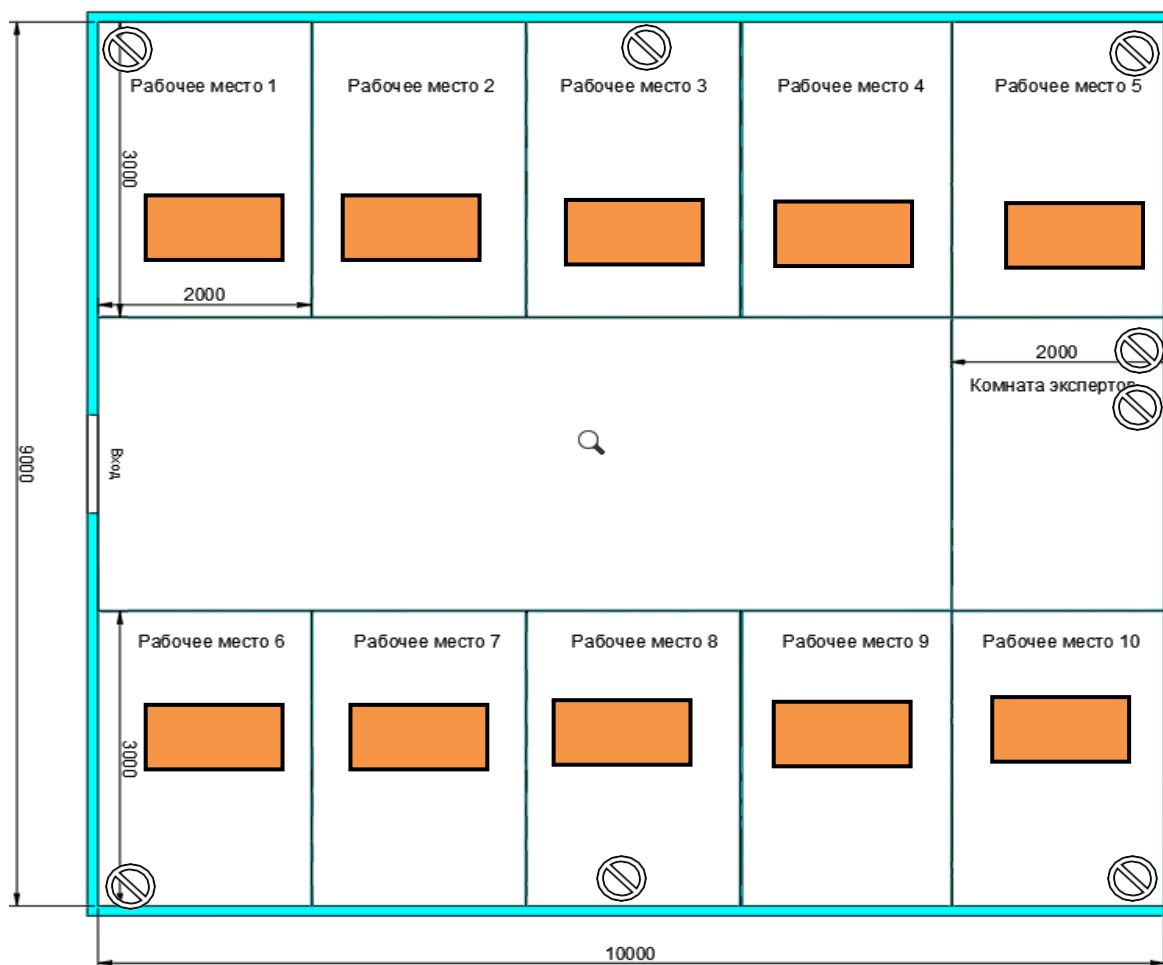 Рабочее место 1
Рабочее место 2
Рабочее место 3
Рабочее место 4
Рабочее место 5
3000
2000
2000
Комната экспертов
9000
Вход
Рабочее место 6
Рабочее место 7
Рабочее место 8
Рабочее место 9
Рабочее место 10
3000
10000